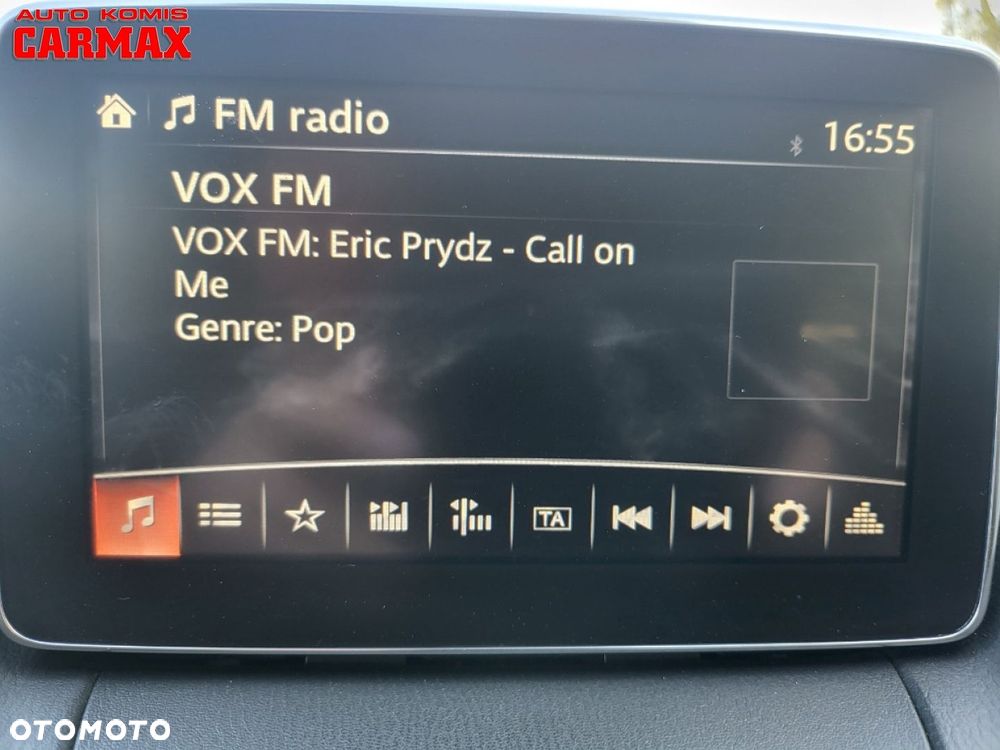 AUTO KOMIS
CARMAX
FM radio
16:55
VOX FM
VOX FM: Eric Prydz - Call on
Me
Genre: Pop
TA
OTOMOTO